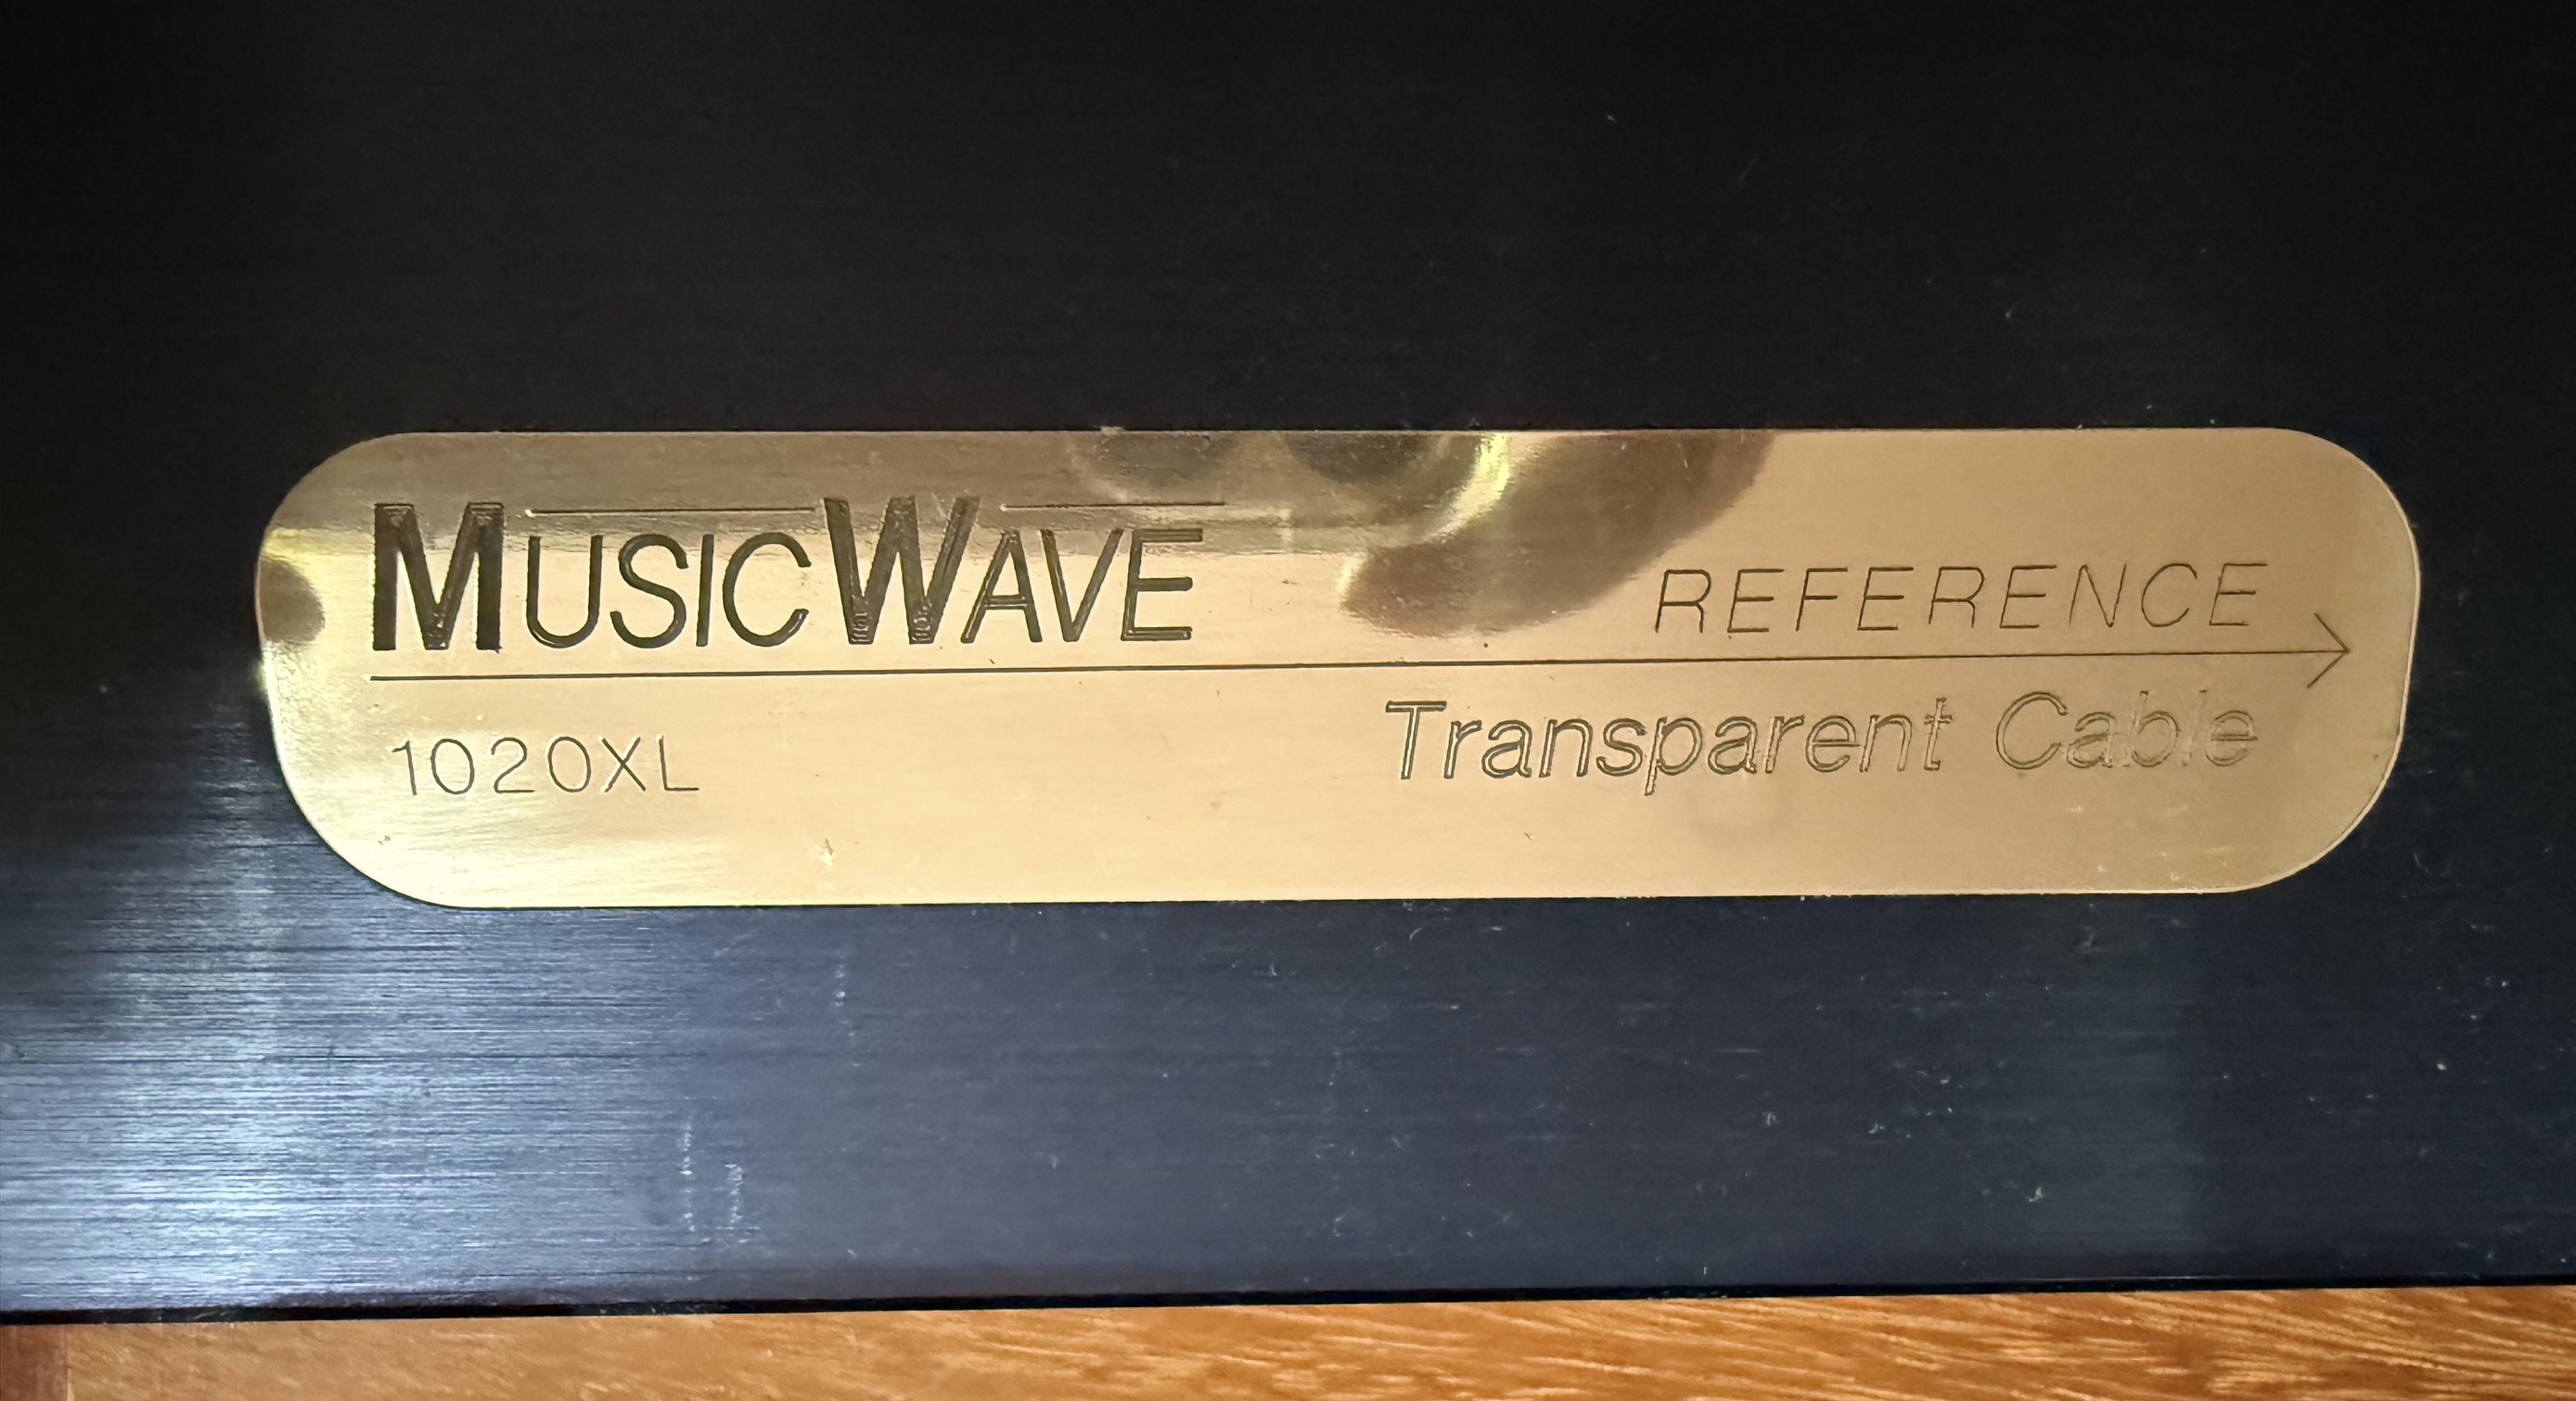 MUSICWAVE
REFERENCE
1020XL
Transparent Cable